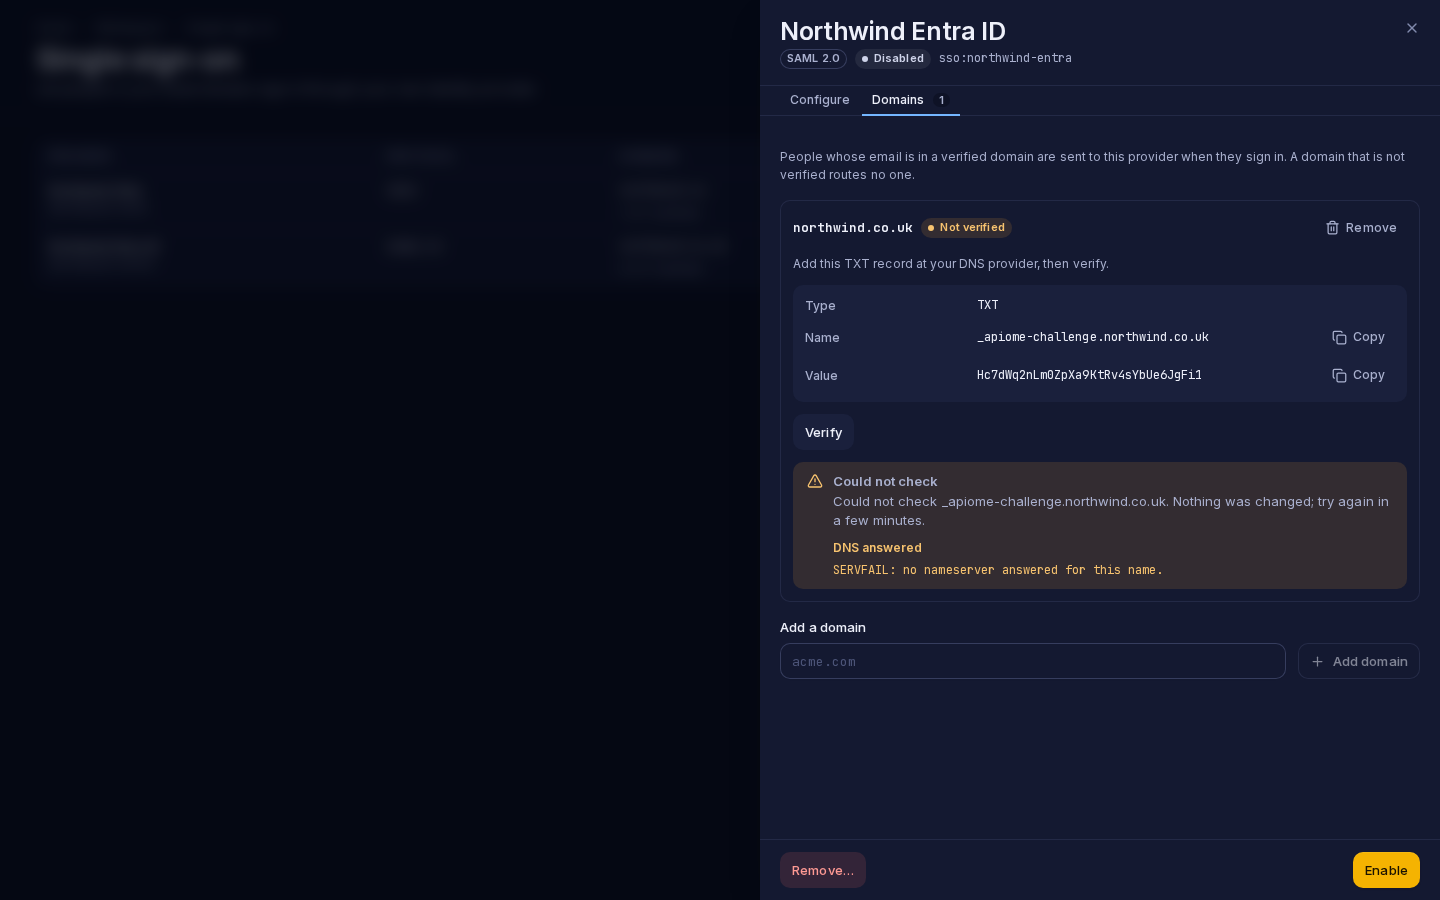 Single sign-on
Northwind Entra ID
SAML 2.0
Disabled
sso:northwind-entra
Configure
Domains 1
People whose email is in a verified domain are sent to this provider when they sign in. A domain that is not
verified routes no one.
northwind.co.uk
Not verified
Remove
Add this TXT record at your DNS provider, then verify.
Type TXT
Name _apiome-challenge.northwind.co.uk Copy
Value Hc7dWq2nLm0ZpXa9KtRv4sYbUe6JgFi1 Copy
Verify
Could not check
Could not check _apiome-challenge.northwind.co.uk. Nothing was changed; try again in
a few minutes.
DNS answered
SERVFAIL: no nameserver answered for this name.
Add a domain
acme.com
Add domain
Remove...
Enable